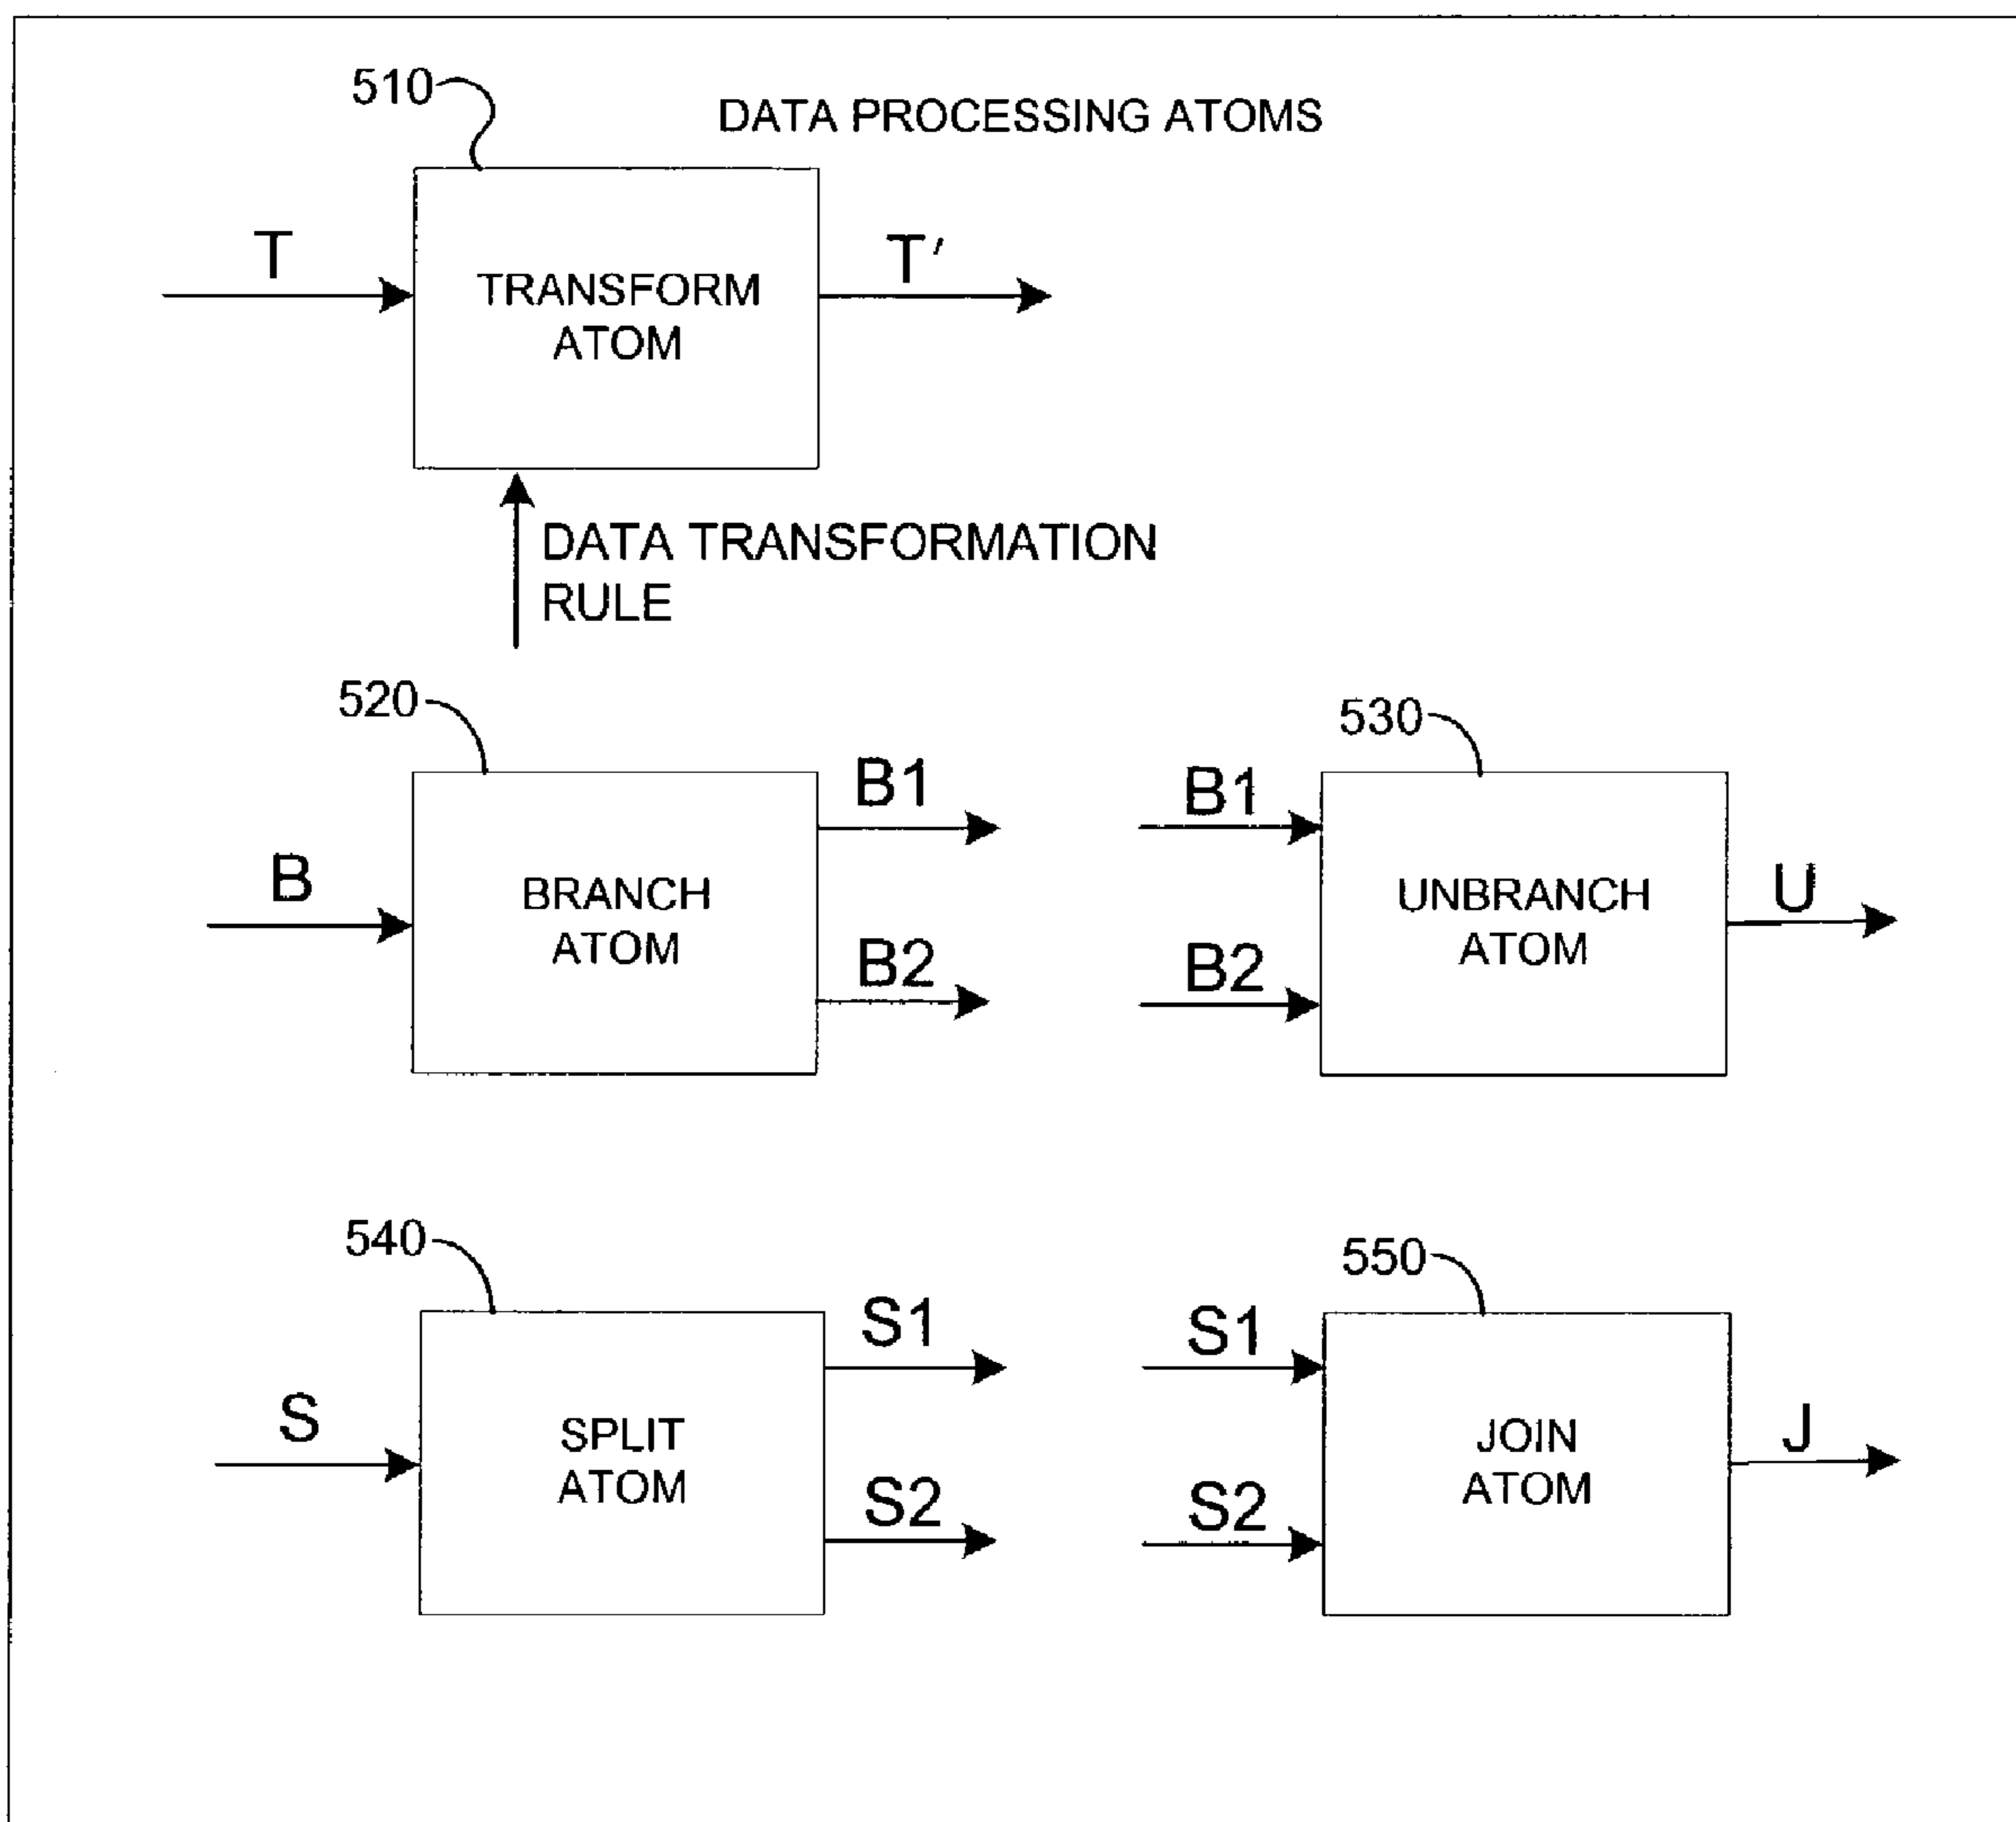 510
DATA PROCESSING ATOMS
T
TRANSFORM
ATOM
T'
DATA TRANSFORMATION
RULE
520
B
BRANCH
ATOM
B1
B2
530
B1
B2
UNBRANCH
ATOM
U
540
S
SPLIT
ATOM
S1
S2
550
S1
S2
JOIN
ATOM
J